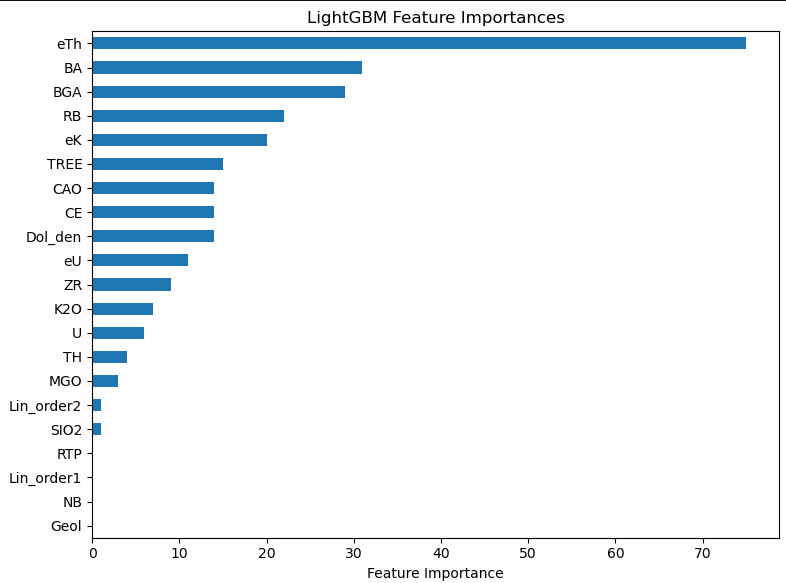 LightGBM Feature Importances
eTh
BA
BGA
RB
eK
TREE
CAO
CE
Dol_den
eU
ZR
K2O
U
TH
MGO
Lin_order2
SIO2
RTP
Lin_order1
NB
Geol
0 10 20 30 40 50 60 70
Feature Importance